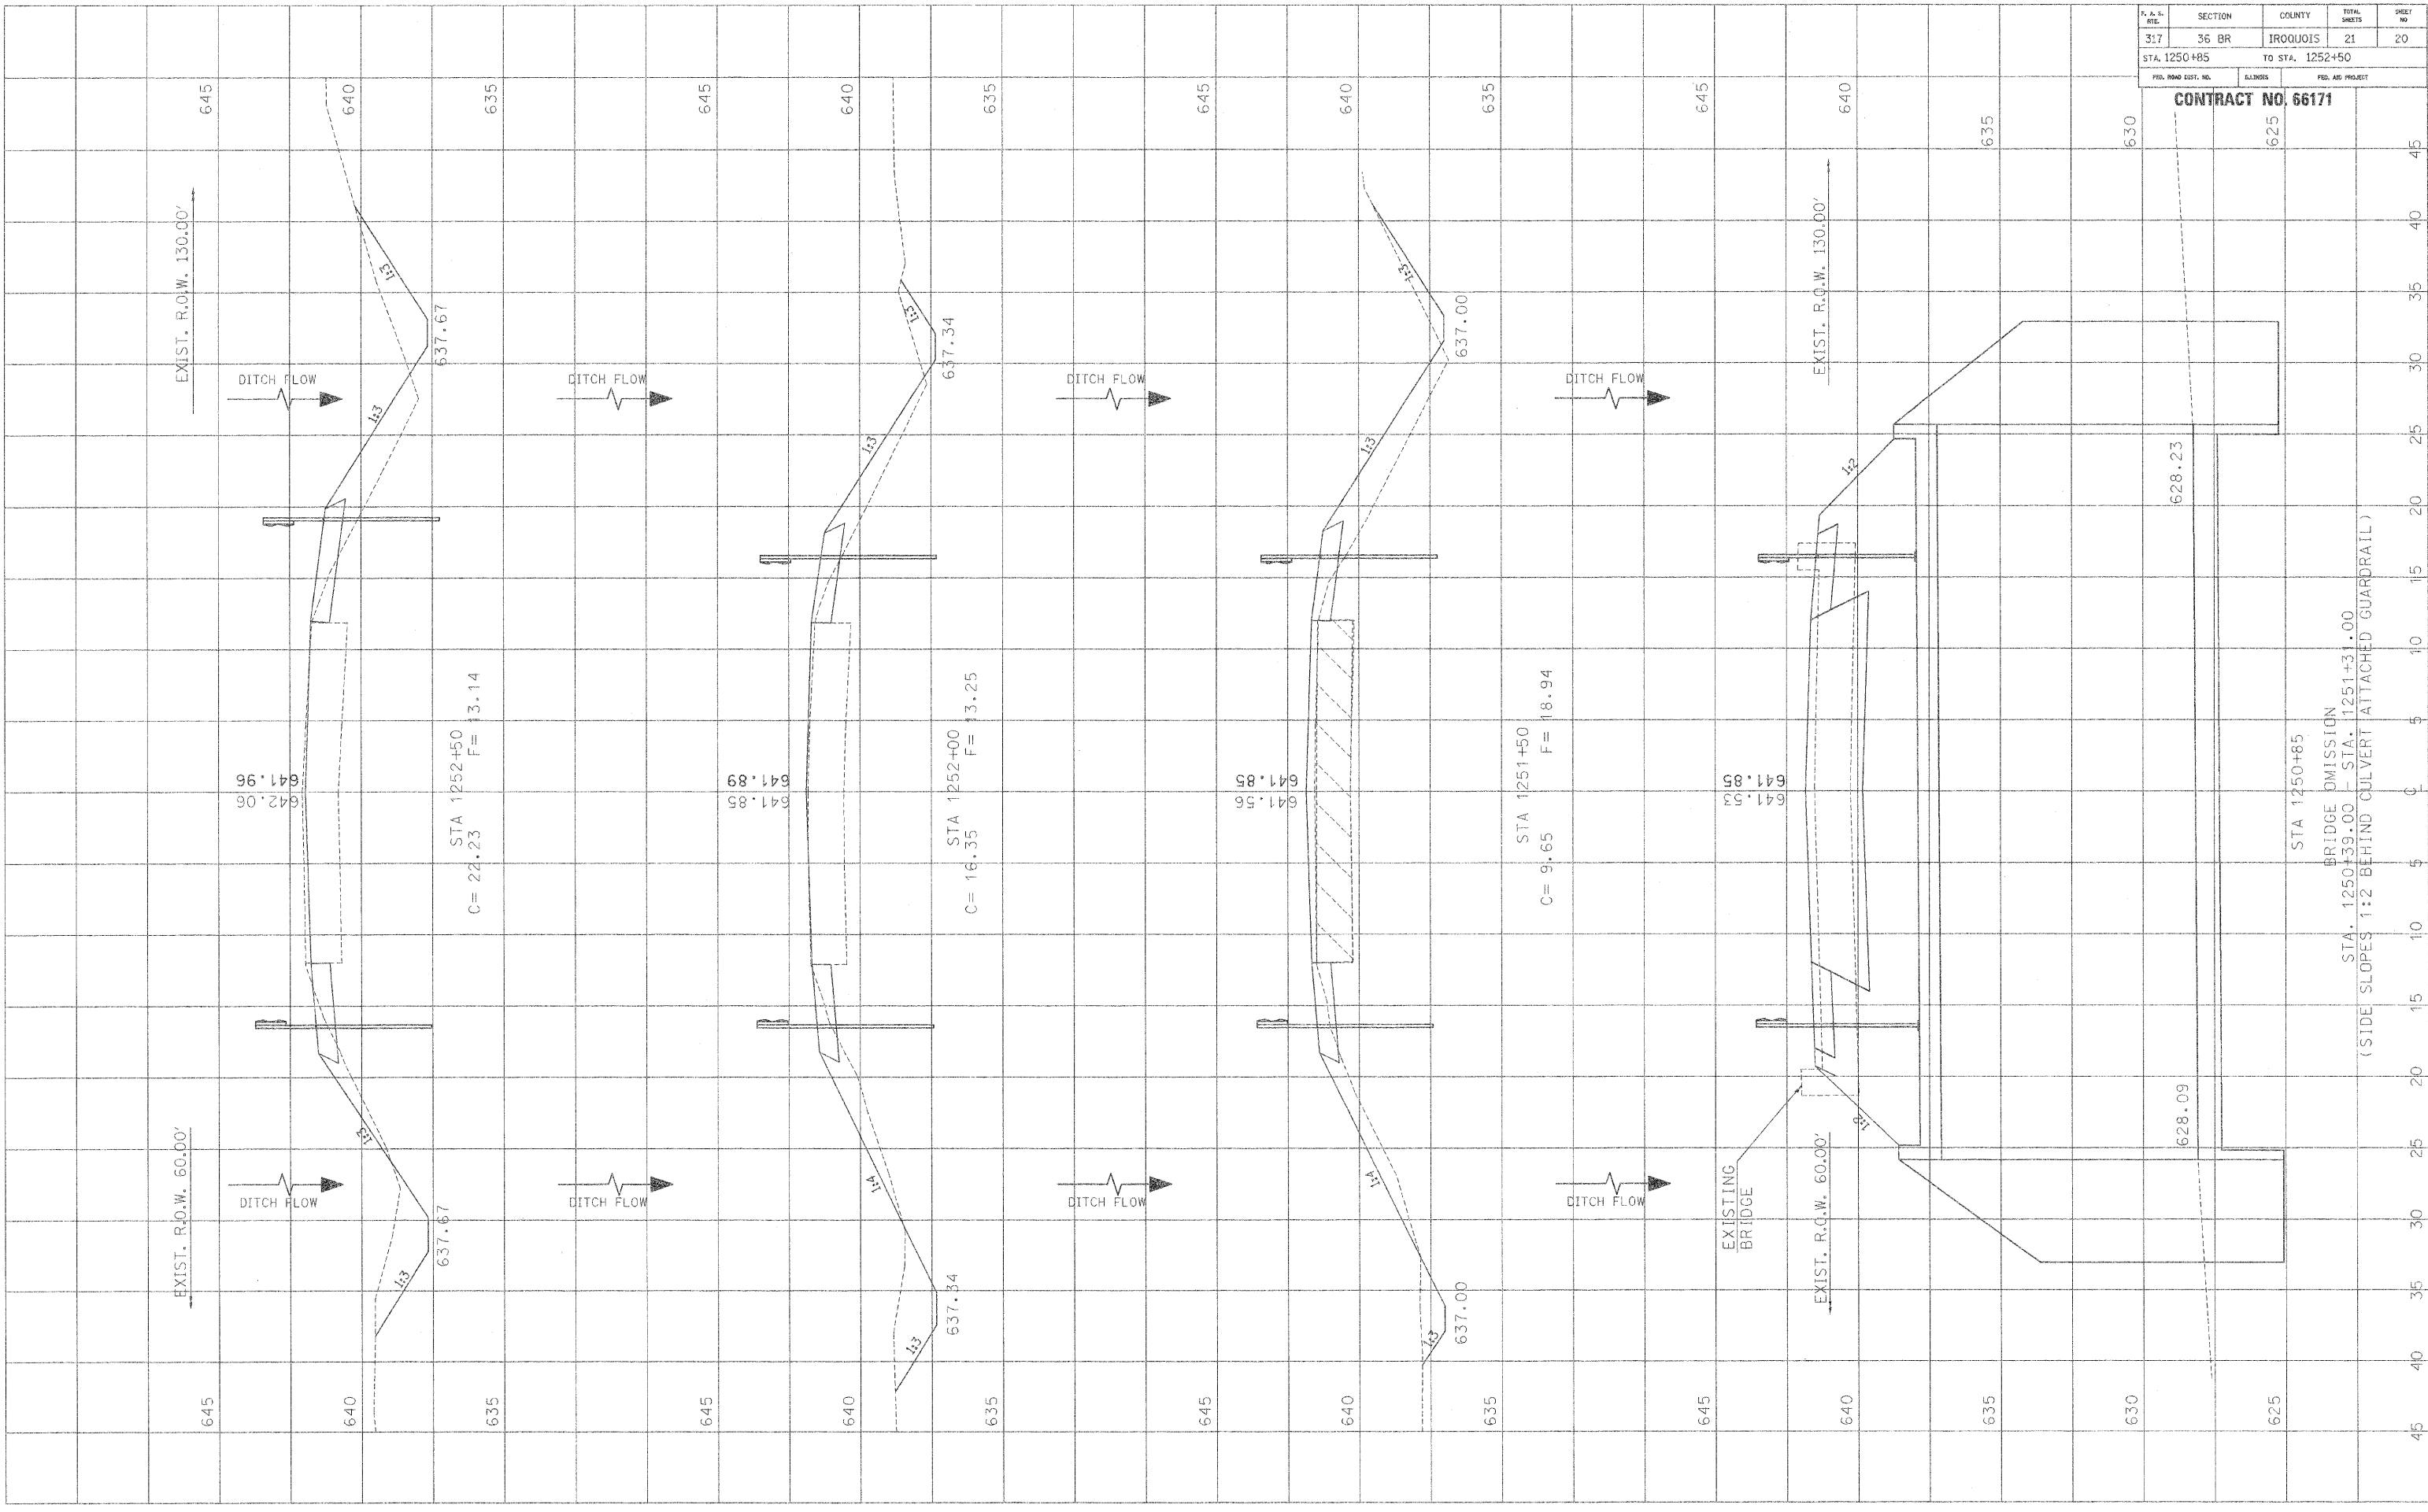 F. A. S. RTE. SECTION COUNTY TOTAL SHEETS SHEET NO
317 36 BR IROQUOIS 21 20
STA. 1250+85 TO STA. 1252+50
FED. ROAD DIST. NO. ILLINOIS FED. AID PROJECT
CONTRACT NO. 66171
645
640
635
645
640
635
645
640
635
645
640
635
630
625
EXIST. R.O.W. 130.00'
DITCH FLOW
1:3
1:3
637.67
641.96
642.06
STA 1252+50
C= 22.23 F= 13.14
EXIST. R.O.W. 60.00'
DITCH FLOW
1:3
1:3
637.67
DITCH FLOW
1:3
1:3
637.34
641.89
641.85
STA 1252+00
C= 16.35 F= 13.25
DITCH FLOW
1:4
1:3
637.34
DITCH FLOW
1:3
1:3
637.00
641.85
641.56
STA 1251+50
C= 9.65 F= 18.94
DITCH FLOW
1:4
1:3
637.00
EXIST. R.O.W. 130.00'
DITCH FLOW
1:2
628.23
641.85
641.53
DITCH FLOW
EXISTING
BRIDGE
EXIST. R.O.W. 60.00'
1:2
628.09
STA 1250+85
BRIDGE OMISSION
STA. 1250+39.00 - STA. 1251+31.00
(SIDE SLOPES 1:2 BEHIND CULVERT ATTACHED GUARDRAIL)
645
640
635
645
640
635
645
640
635
645
640
635
630
625
45 40 35 30 25 20 15 10 5 C 5 10 15 20 25 30 35 40 45